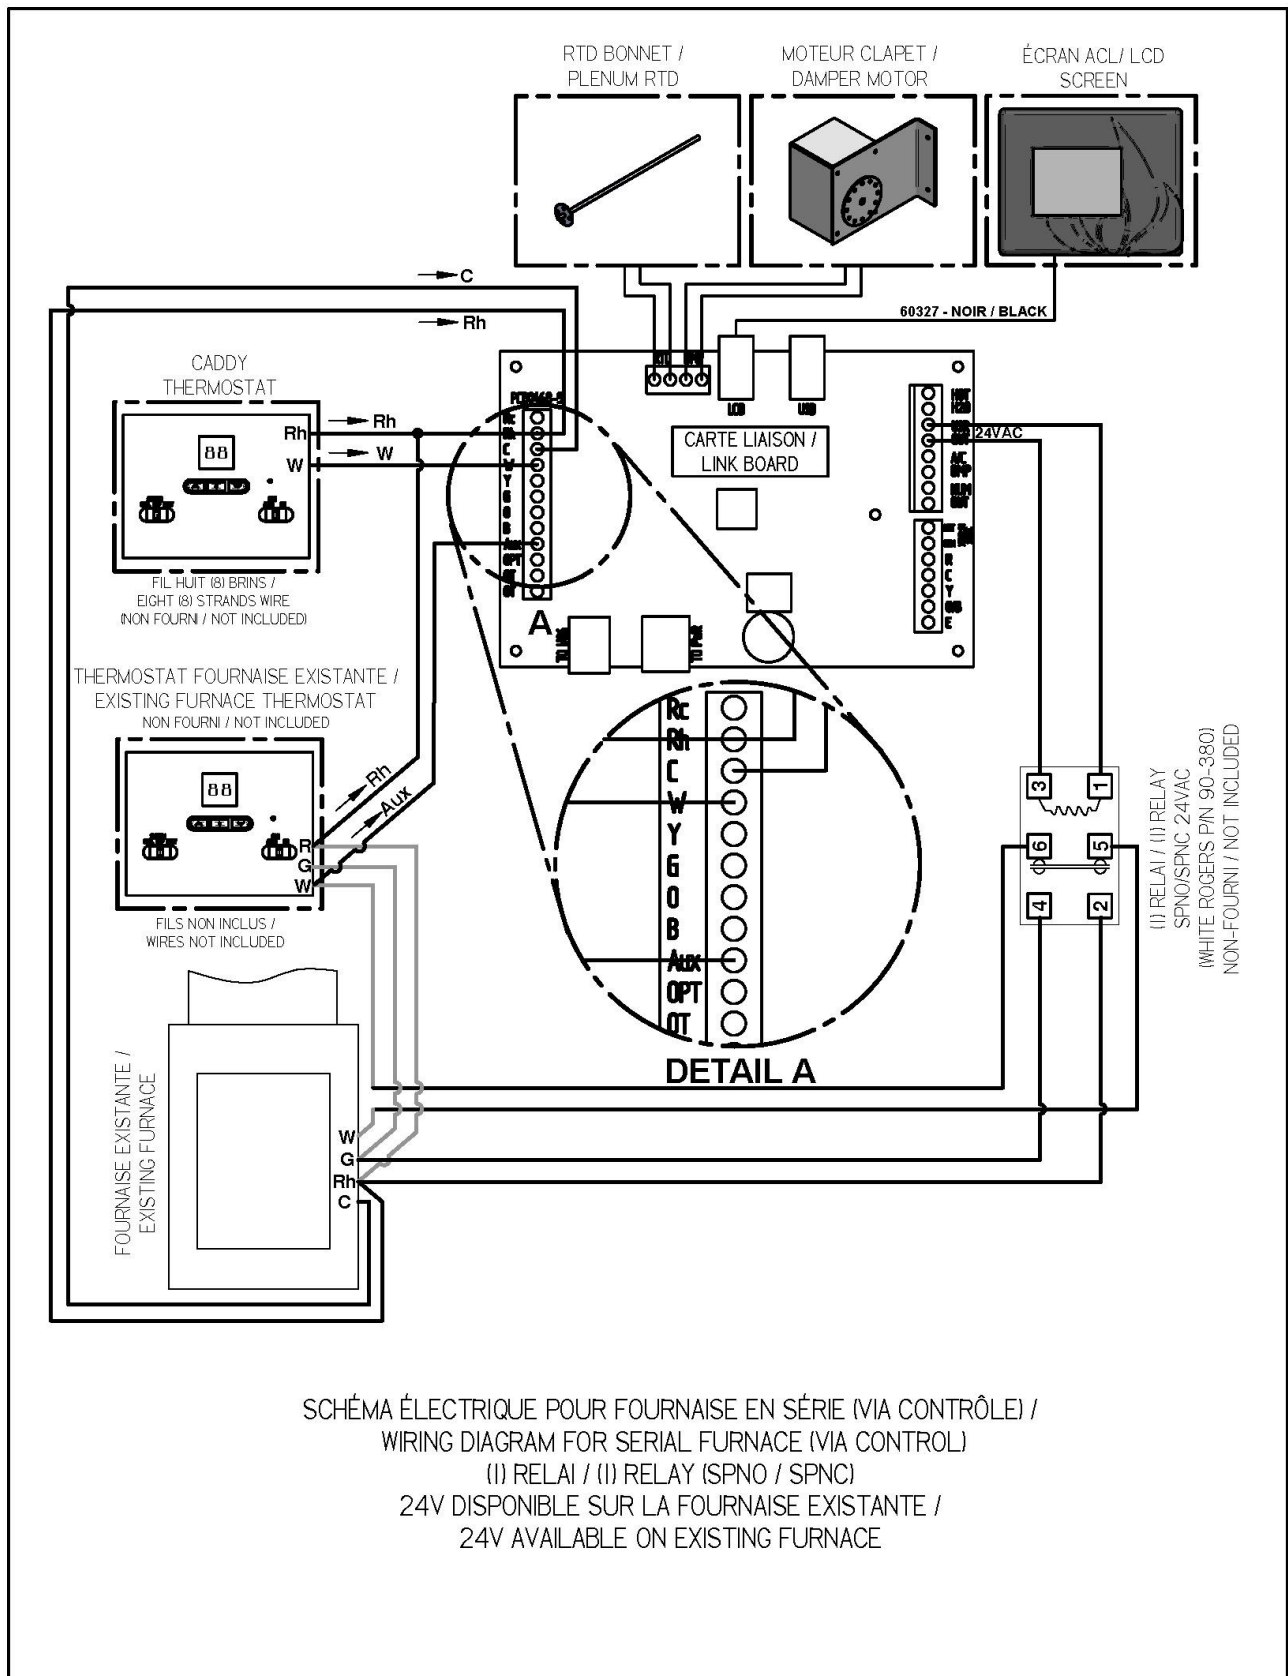 RTD BONNET /
PLENUM RTD
MOTEUR CLAPET /
DAMPER MOTOR
ÉCRAN ACL/ LCD
SCREEN
C
Rh
60327 - NOIR / BLACK
CADDY
THERMOSTAT
Rh
W
88
Rh
W
FIL HUIT (8) BRINS /
EIGHT (8) STRANDS WIRE
(NON FOURNI / NOT INCLUDED)
LCD
USB
CARTE LIAISON /
LINK BOARD
24VAC
C
W
Y
G
O
B
Aux
OPT
A
R
C
Y
E
THERMOSTAT FOURNAISE EXISTANTE /
EXISTING FURNACE THERMOSTAT
NON FOURNI / NOT INCLUDED
88
R
G
W
Rh
Aux
FILS NON INCLUS /
WIRES NOT INCLUDED
Rc
Rh
C
W
Y
G
O
B
Aux
OPT
OT
DETAIL A
3
1
6
5
4
2
(1) RELAI / (1) RELAY
SPNO/SPNC 24VAC
(WHITE ROGERS P/N 90-380)
NON-FOURNI / NOT INCLUDED
FOURNAISE EXISTANTE /
EXISTING FURNACE
W
G
Rh
C
SCHÉMA ÉLECTRIQUE POUR FOURNAISE EN SÉRIE (VIA CONTRÔLE) /
WIRING DIAGRAM FOR SERIAL FURNACE (VIA CONTROL)
(1) RELAI / (1) RELAY (SPNO / SPNC)
24V DISPONIBLE SUR LA FOURNAISE EXISTANTE /
24V AVAILABLE ON EXISTING FURNACE